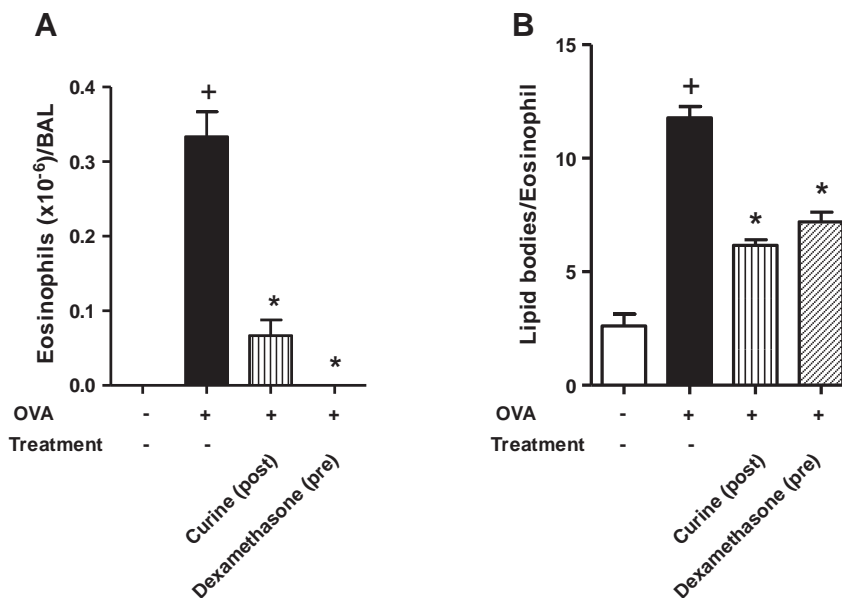 A
Eosinophils (x10-6)/BAL
0.4
0.3
0.2
0.1
0.0
+
*
*
OVA - + + +
Treatment - -
Curine (post)
Dexamethasone (pre)
B
Lipid bodies/Eosinophil
15
10
5
0
+
*
*
OVA - + + +
Treatment - -
Curine (post)
Dexamethasone (pre)